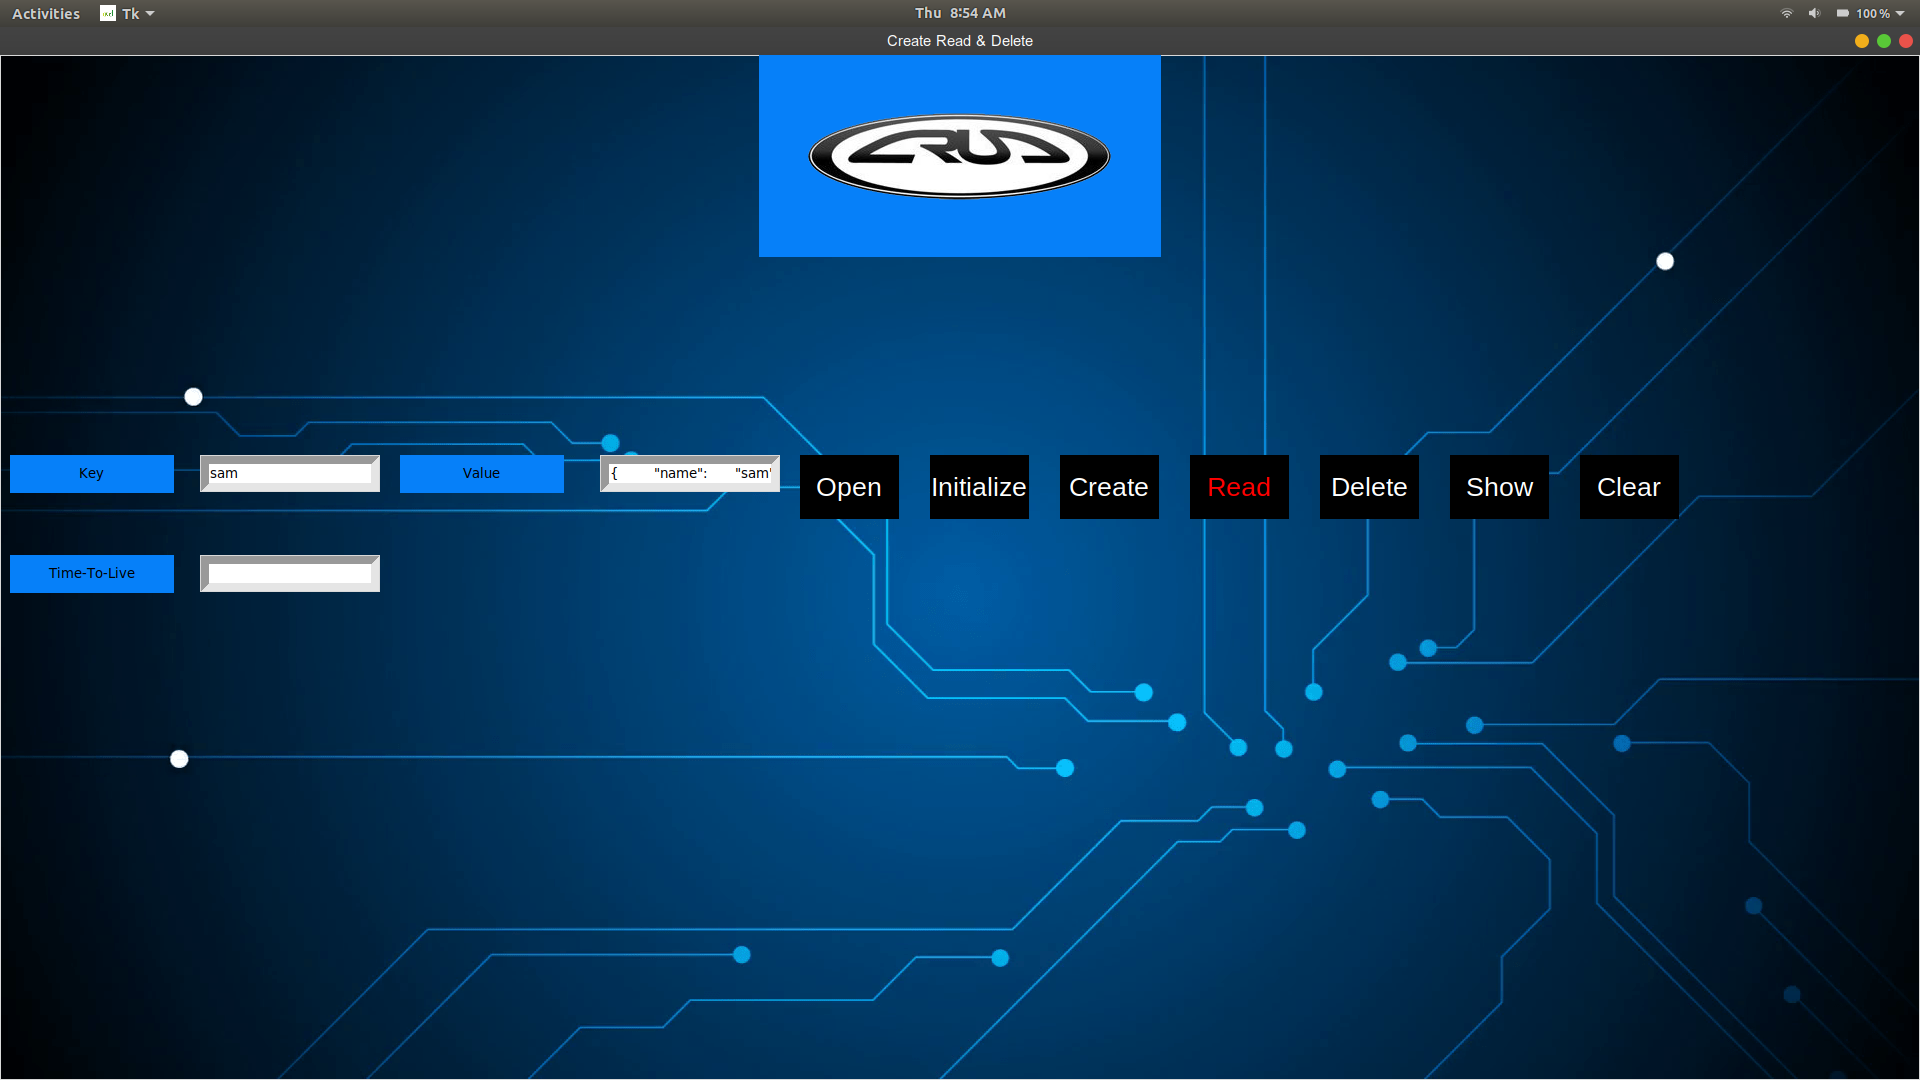 Activities Tk Thu 8:54 AM 100 %
Create Read & Delete
CRUD
Key sam Value { "name": "sam" Open Initialize Create Read Delete Show Clear
Time-To-Live